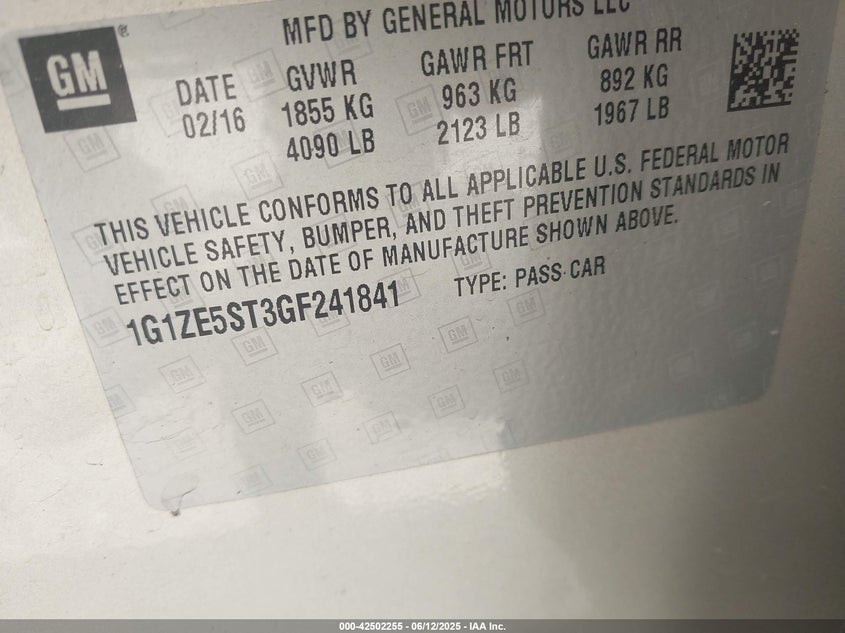 MFD BY GENERAL MOTORS LLC
GM ®
DATE GVWR GAWR FRT GAWR RR
02/16 1855 KG 963 KG 892 KG
4090 LB 2123 LB 1967 LB
THIS VEHICLE CONFORMS TO ALL APPLICABLE U.S. FEDERAL MOTOR
VEHICLE SAFETY, BUMPER, AND THEFT PREVENTION STANDARDS IN
EFFECT ON THE DATE OF MANUFACTURE SHOWN ABOVE.
1G1ZE5ST3GF241841 TYPE: PASS CAR
000-42502255 - 06/12/2025 - IAA Inc.